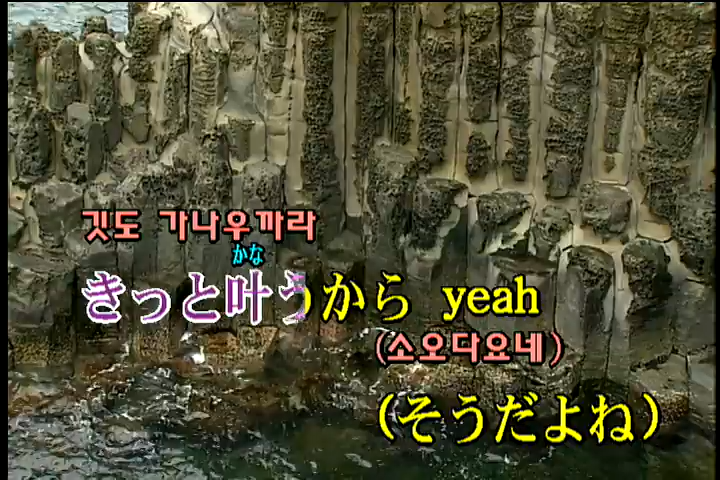 깃도 가나우까라
かな
きっと叶うから yeah
(소오다요네)
(そうだよね)